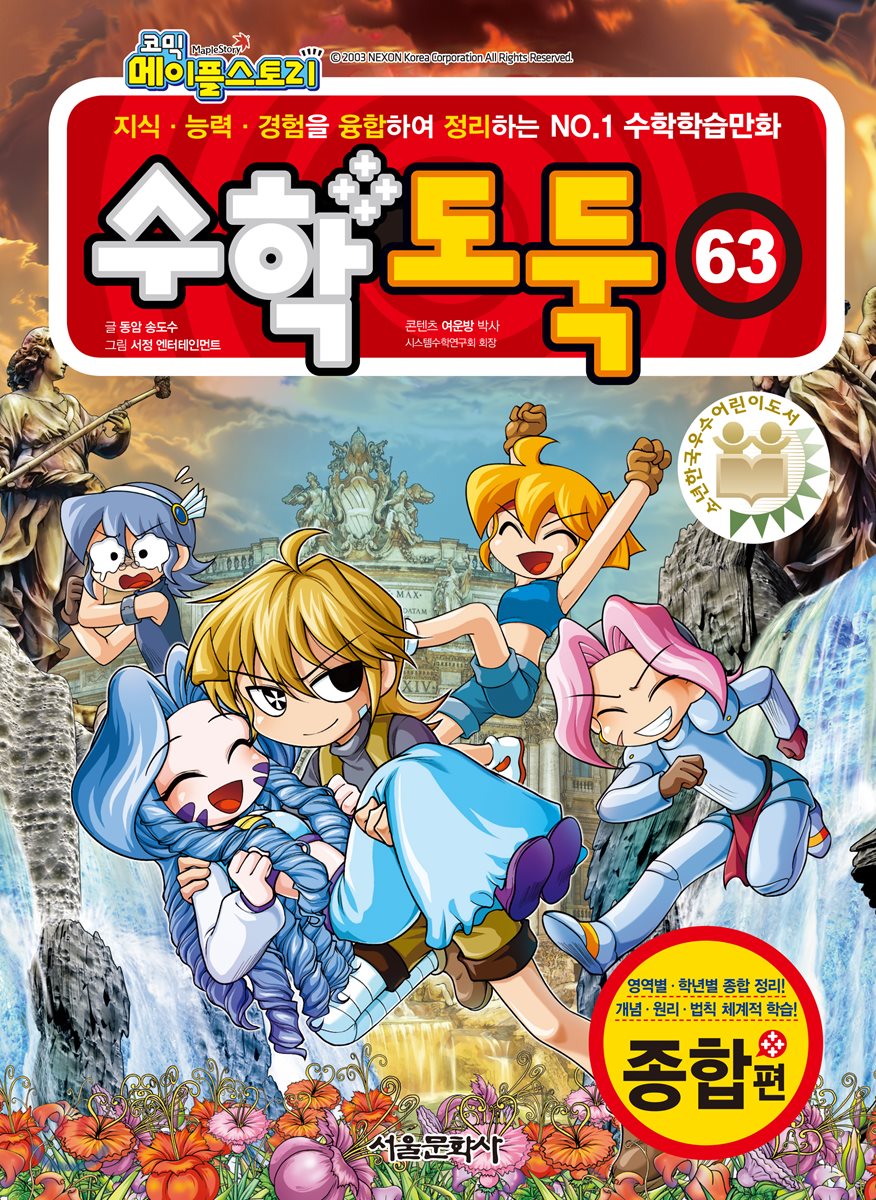 코믹
MapleStory
메이플스토리
© 2003 NEXON Korea Corporation All Rights Reserved.
지식 · 능력 · 경험을 융합하여 정리하는 NO.1 수학학습만화
수학도둑 63
글 동암 송도수
그림 서정 엔터테인먼트
콘텐츠 여운방 박사
시스템수학연구회 회장
소년한국우수어린이도서
MAX
DATAM
XIV
영역별 · 학년별 종합 정리!
개념 · 원리 · 법칙 체계적 학습!
종합편
서울문화사